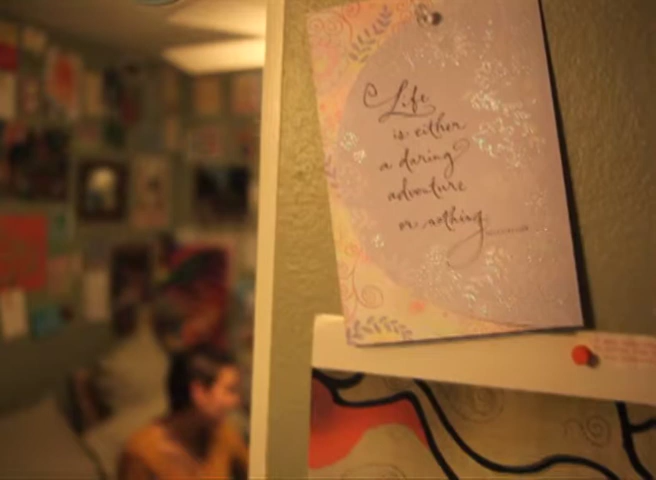 Life
is either
a daring
adventure
or nothing